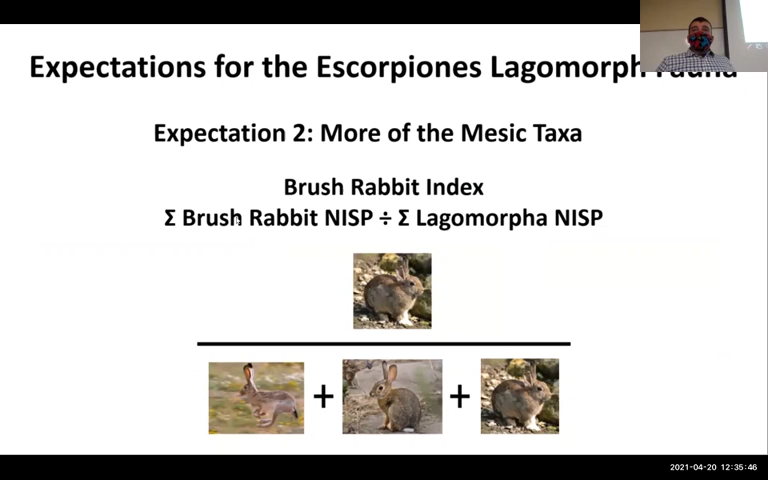 Expectations for the Escorpiones Lagomorph Fauna
Expectation 2: More of the Mesic Taxa
Brush Rabbit Index
Σ Brush Rabbit NISP ÷ Σ Lagomorpha NISP
+ +
2021-04-20 12:35:46